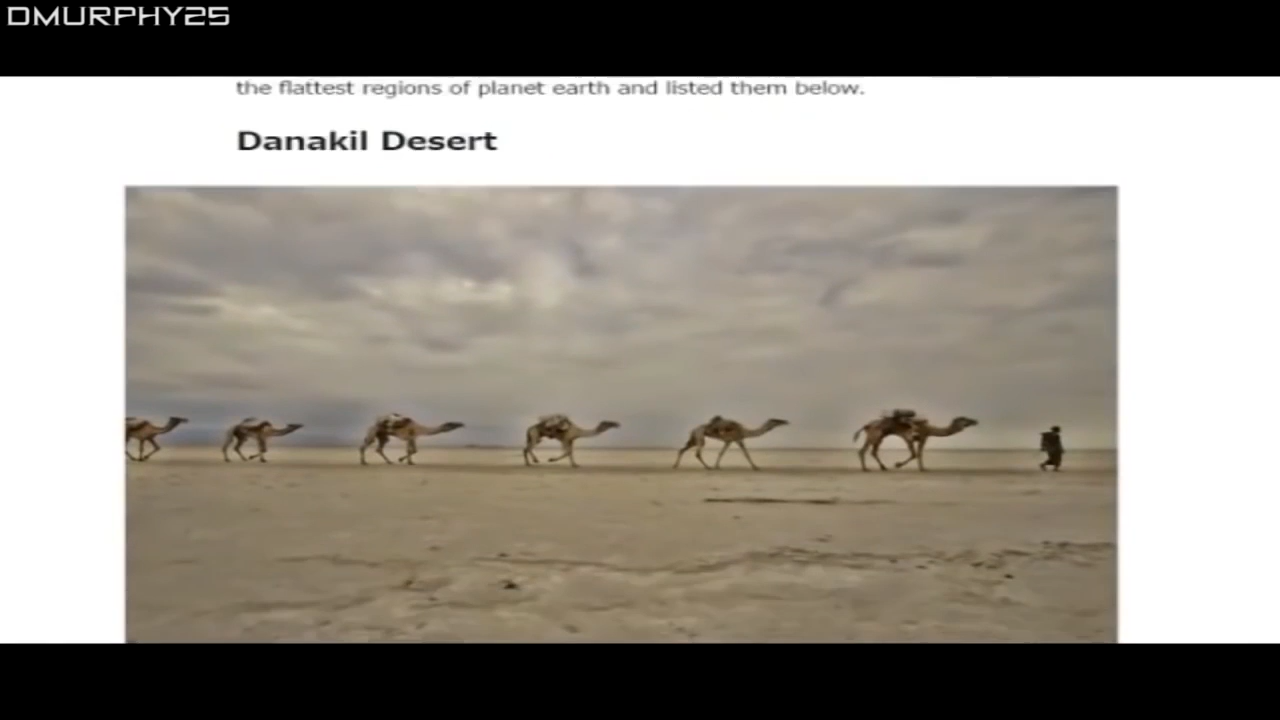 DMURPHY25
the flattest regions of planet earth and listed them below.
Danakil Desert